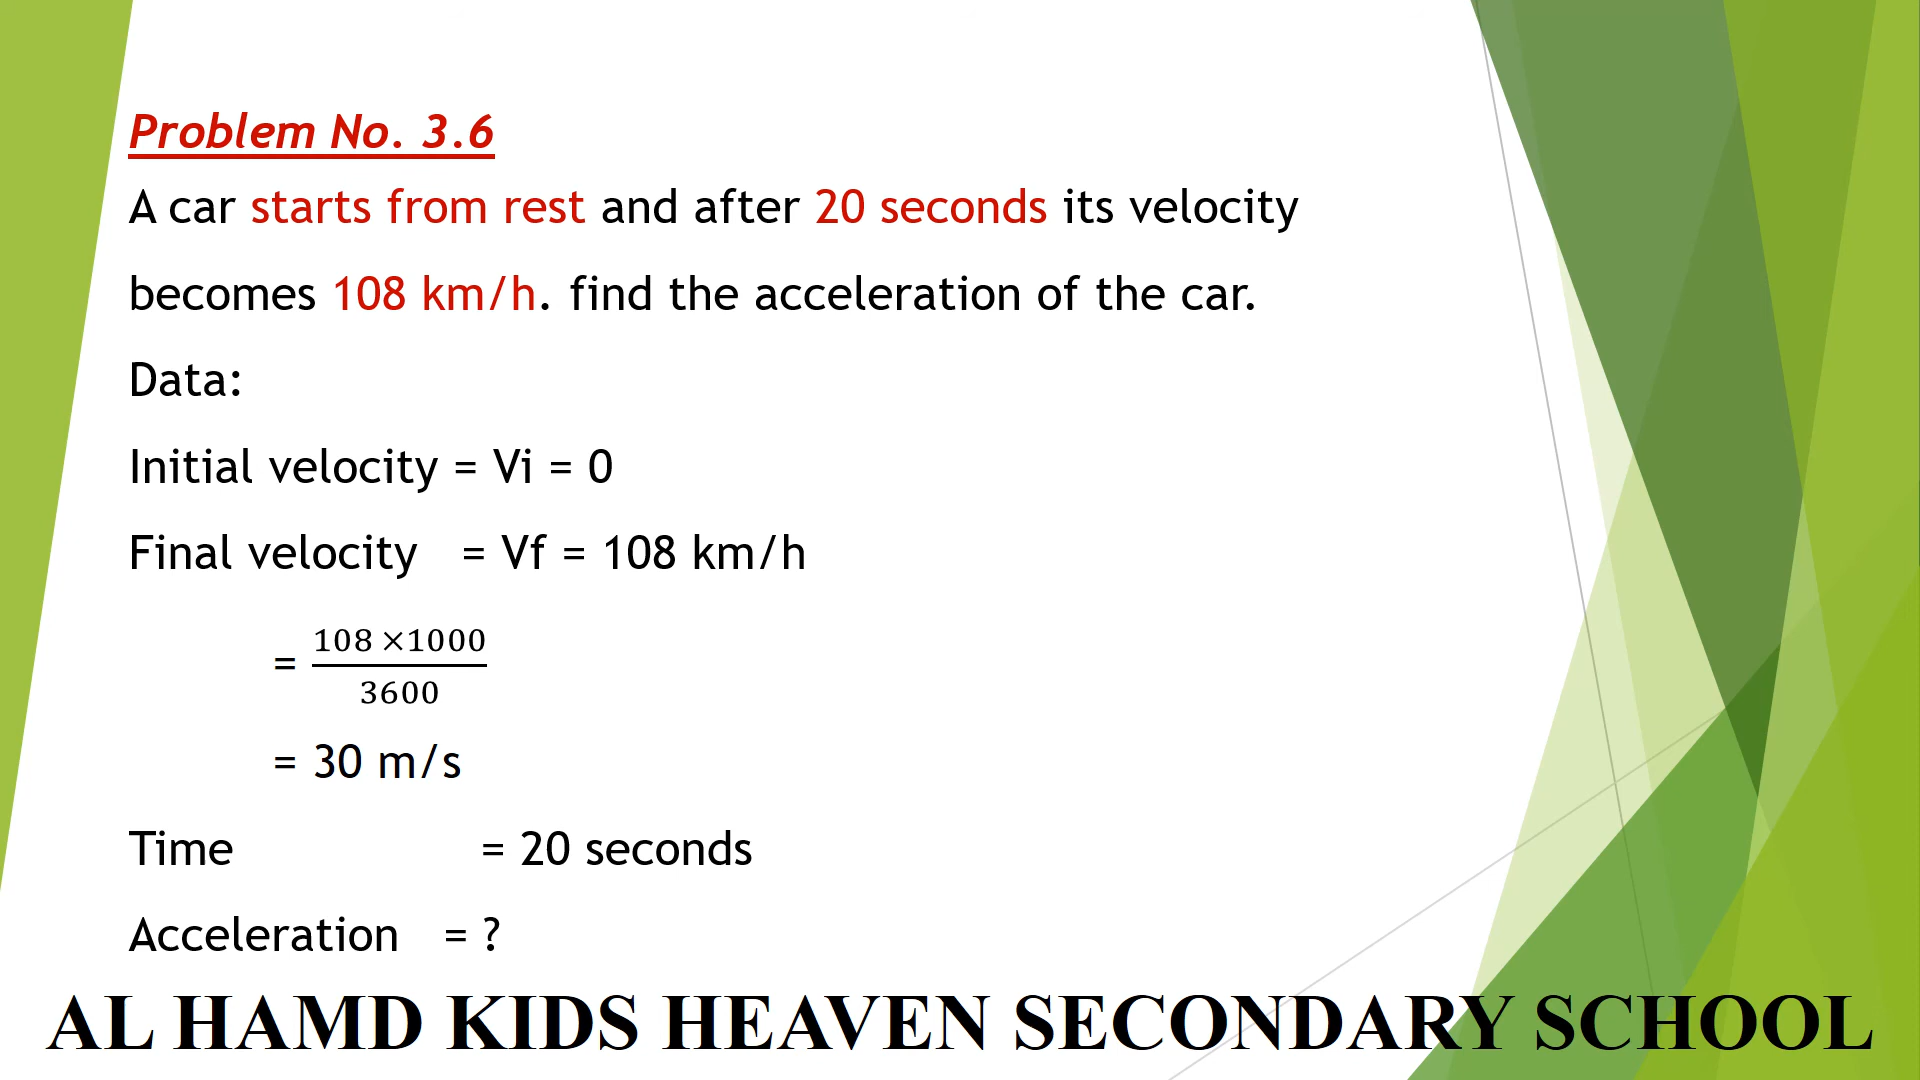 Problem No. 3.6
A car starts from rest and after 20 seconds its velocity
becomes 108 km/h. find the acceleration of the car.
Data:
Initial velocity = Vi = 0
Final velocity = Vf = 108 km/h
= 108 ×1000
3600
= 30 m/s
Time = 20 seconds
Acceleration = ?
AL HAMD KIDS HEAVEN SECONDARY SCHOOL